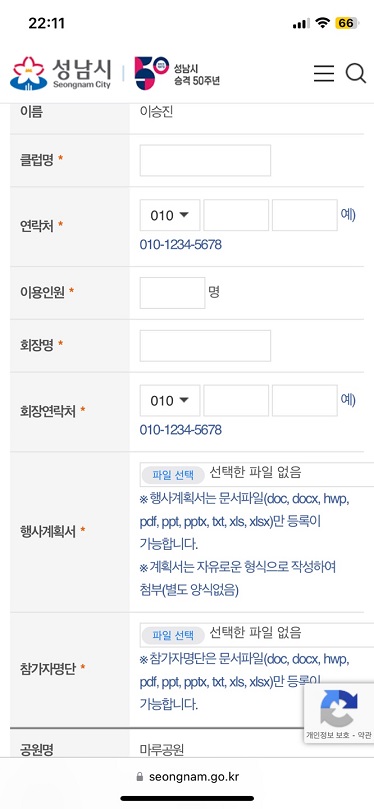 22:11
66
성남시
Seongnam City
성남시
승격 50주년
이름 이승진
클럽명 *
연락처 * 010 예)
010-1234-5678
이용인원 * 명
회장명 *
회장연락처 * 010 예)
010-1234-5678
파일 선택 선택한 파일 없음
행사계획서 *
※ 행사계획서는 문서파일(doc, docx, hwp,
pdf, ppt, pptx, txt, xls, xlsx)만 등록이
가능합니다.
※ 계획서는 자유로운 형식으로 작성하여
첨부(별도 양식없음)
파일 선택 선택한 파일 없음
참가자명단 *
※ 참가자명단은 문서파일(doc, docx, hwp,
pdf, ppt, pptx, txt, xls, xlsx)만 등록이
가능합니다.
개인정보 보호 - 약관
공원명 마루공원
seongnam.go.kr